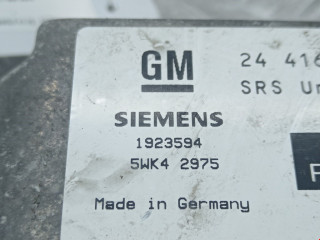 GM 24 416
SRS U
SIEMENS
1923594
5WK4 2975
Made in Germany